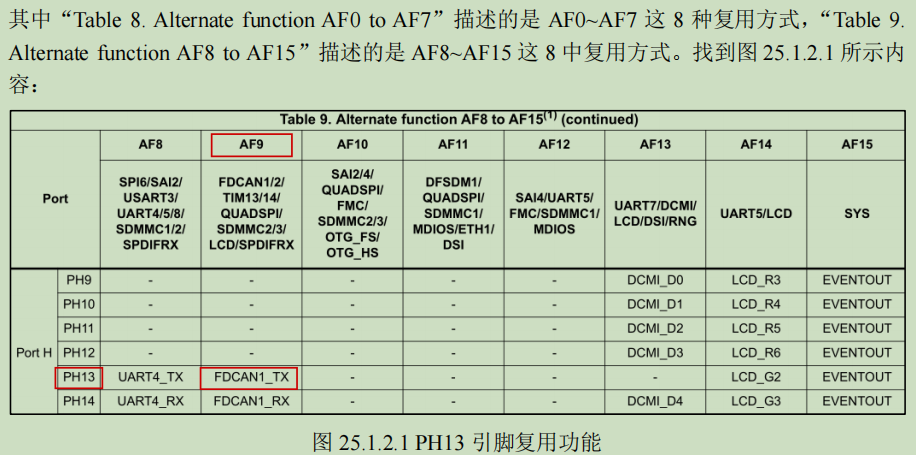 其中“Table 8. Alternate function AF0 to AF7”描述的是 AF0~AF7 这 8 种复用方式，“Table 9.
Alternate function AF8 to AF15”描述的是 AF8~AF15 这 8 中复用方式。找到图 25.1.2.1 所示内
容：
Table 9. Alternate function AF8 to AF15(1) (continued)
Port AF8 AF9 AF10 AF11 AF12 AF13 AF14 AF15
SPI6/SAI2/USART3/UART4/5/8/SDMMC1/2/SPDIFRX FDCAN1/2/TIM13/14/QUADSPI/SDMMC2/3/LCD/SPDIFRX SAI2/4/QUADSPI/FMC/SDMMC2/3/OTG_FS/OTG_HS DFSDM1/QUADSPI/SDMMC1/MDIOS/ETH1/DSI SAI4/UART5/FMC/SDMMC1/MDIOS UART7/DCMI/LCD/DSI/RNG UART5/LCD SYS
Port H
PH9 - - - - - DCMI_D0 LCD_R3 EVENTOUT
PH10 - - - - - DCMI_D1 LCD_R4 EVENTOUT
PH11 - - - - - DCMI_D2 LCD_R5 EVENTOUT
PH12 - - - - - DCMI_D3 LCD_R6 EVENTOUT
PH13 UART4_TX FDCAN1_TX - - - - LCD_G2 EVENTOUT
PH14 UART4_RX FDCAN1_RX - - - DCMI_D4 LCD_G3 EVENTOUT
图 25.1.2.1 PH13 引脚复用功能